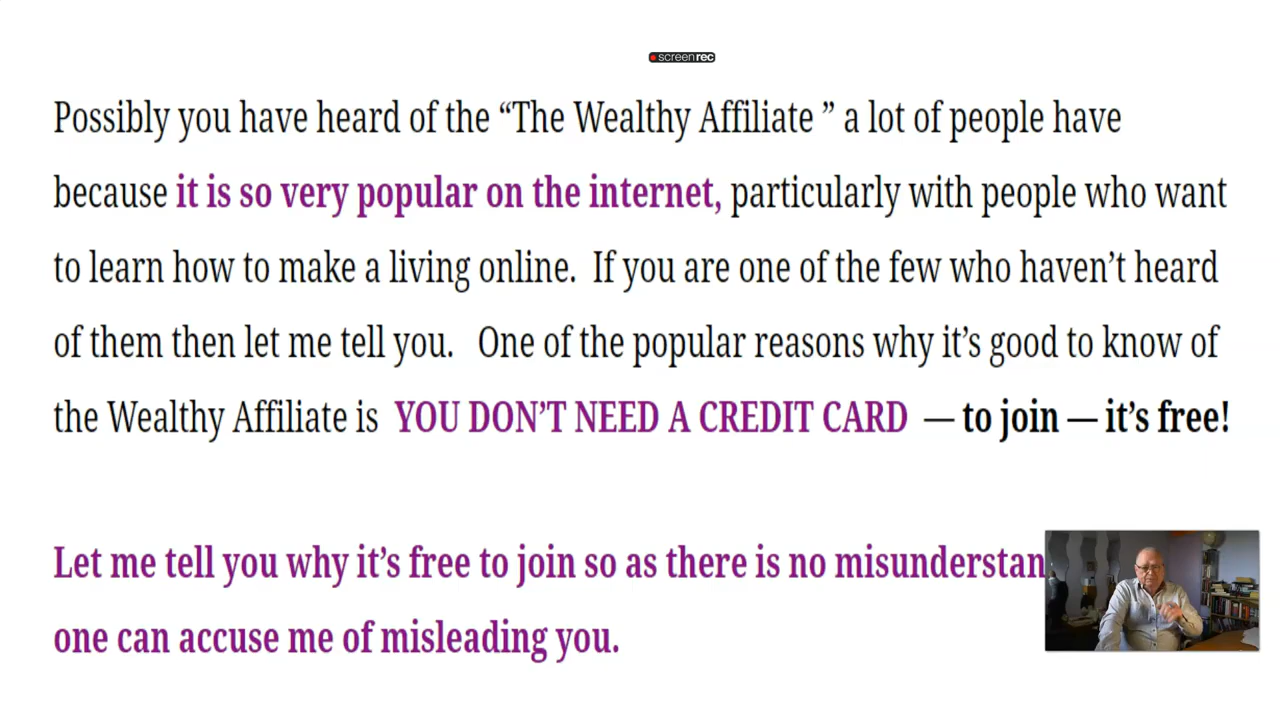 screenrec
Possibly you have heard of the “The Wealthy Affiliate ” a lot of people have
because it is so very popular on the internet, particularly with people who want
to learn how to make a living online. If you are one of the few who haven’t heard
of them then let me tell you. One of the popular reasons why it’s good to know of
the Wealthy Affiliate is YOU DON’T NEED A CREDIT CARD — to join — it’s free!
Let me tell you why it’s free to join so as there is no misunderstan
one can accuse me of misleading you.